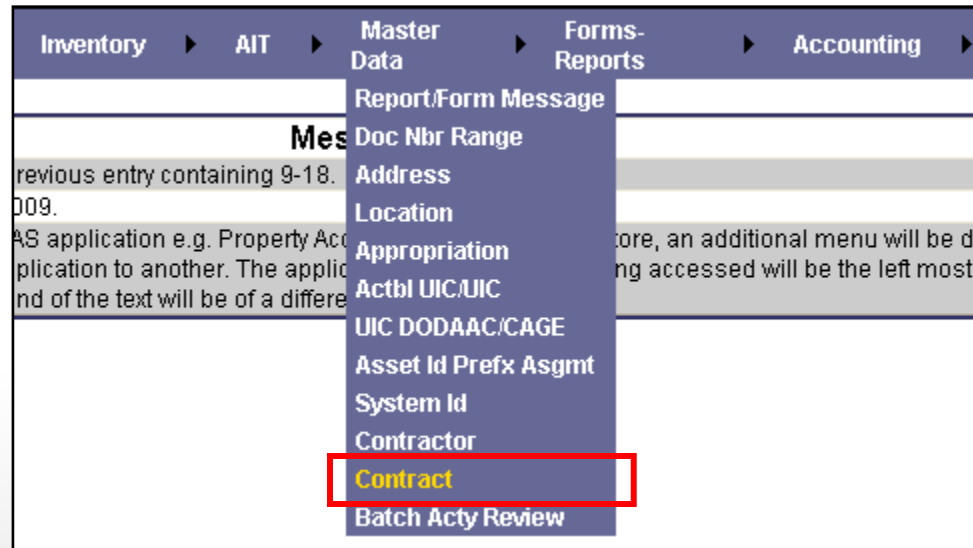 Inventory AIT Master Data Forms-Reports Accounting
Report/Form Message
Mes Doc Nbr Range
revious entry containing 9-18. Address
009.
Location
AS application e.g. Property Acc tore, an additional menu will be d
Appropriation
plication to another. The applic ng accessed will be the left most
Actbl UIC/UIC
nd of the text will be of a differe
UIC DODAAC/CAGE
Asset Id Prefx Asgmt
System Id
Contractor
Contract
Batch Acty Review